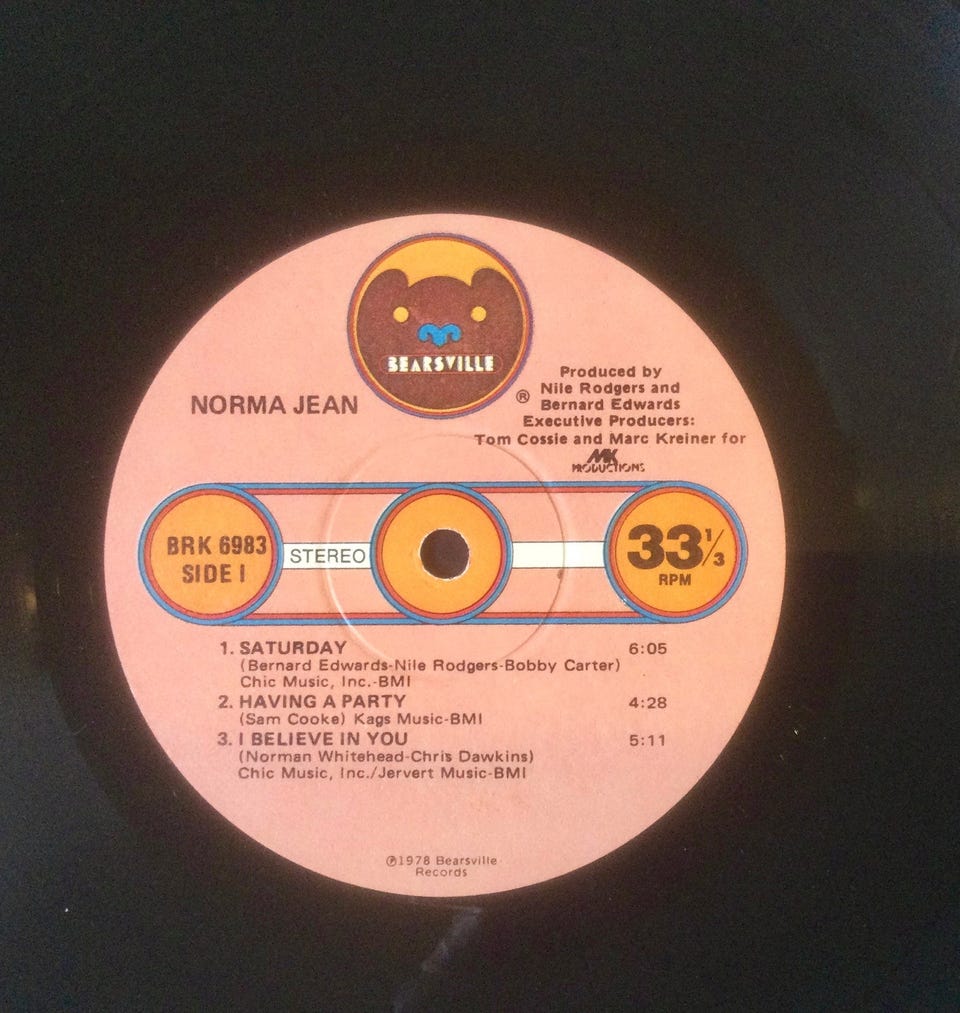 BEARSVILLE
NORMA JEAN
®
Produced by
Nile Rodgers and
Bernard Edwards
Executive Producers:
Tom Cossie and Marc Kreiner for
MK
PRODUCTIONS
BRK 6983
SIDE I
STEREO
33⅓
RPM
1. SATURDAY 6:05
(Bernard Edwards-Nile Rodgers-Bobby Carter)
Chic Music, Inc.-BMI
2. HAVING A PARTY 4:28
(Sam Cooke) Kags Music-BMI
3. I BELIEVE IN YOU 5:11
(Norman Whitehead-Chris Dawkins)
Chic Music, Inc./Jervert Music-BMI
℗1978 Bearsville
Records